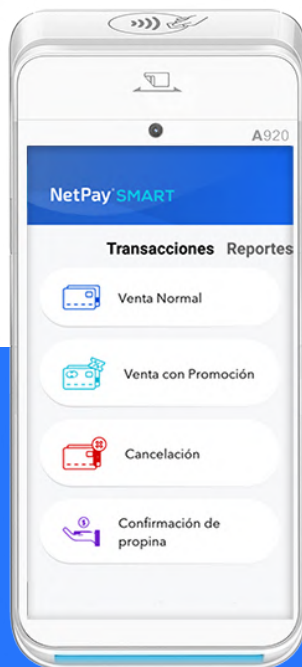 A920
NetPay SMART
Transacciones Reportes
Venta Normal
Venta con Promoción
Cancelación
Confirmación de
propina